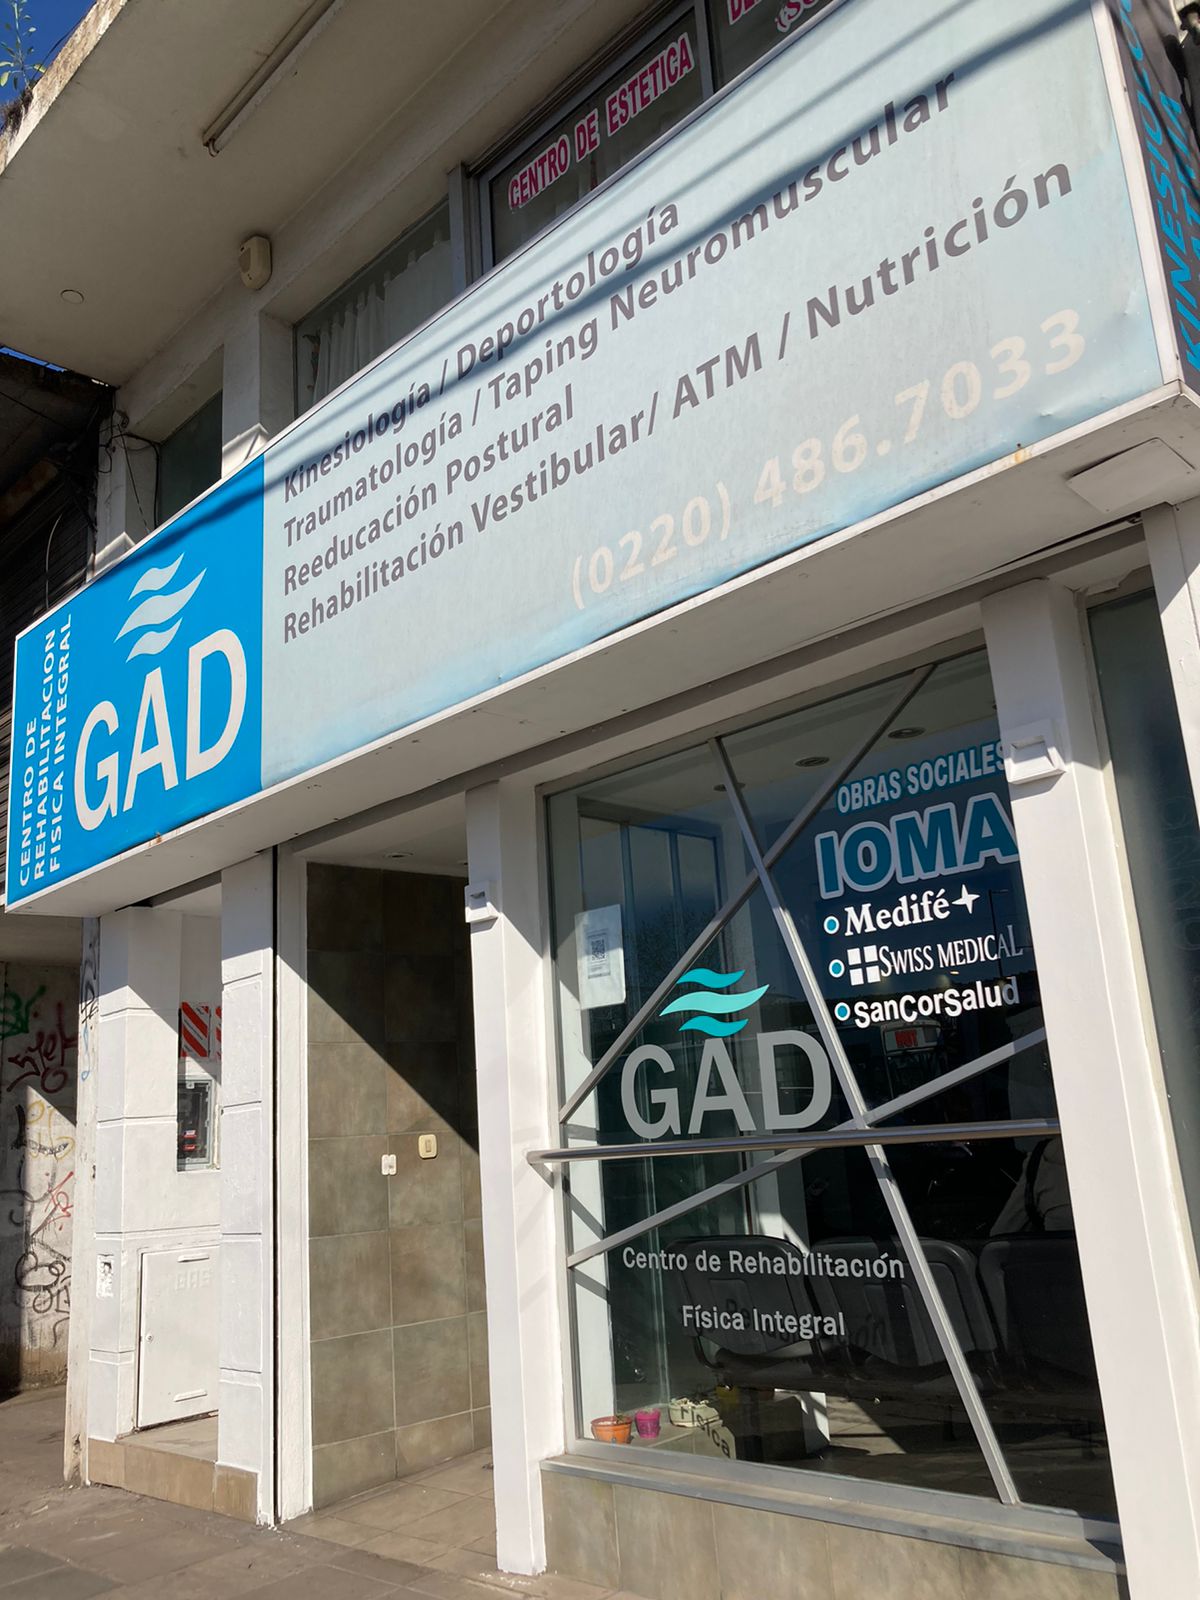 CENTRO DE ESTETICA
Kinesiología / Deportología
Traumatología / Taping Neuromuscular
Reeducación Postural
Rehabilitación Vestibular/ ATM / Nutrición
(0220) 486.7033
CENTRO DE
REHABILITACION
FISICA INTEGRAL
GAD
OBRAS SOCIALES
IOMA
Medifé
SWISS MEDICAL
sanCorSalud
GAD
Centro de Rehabilitación
Física Integral
GAS